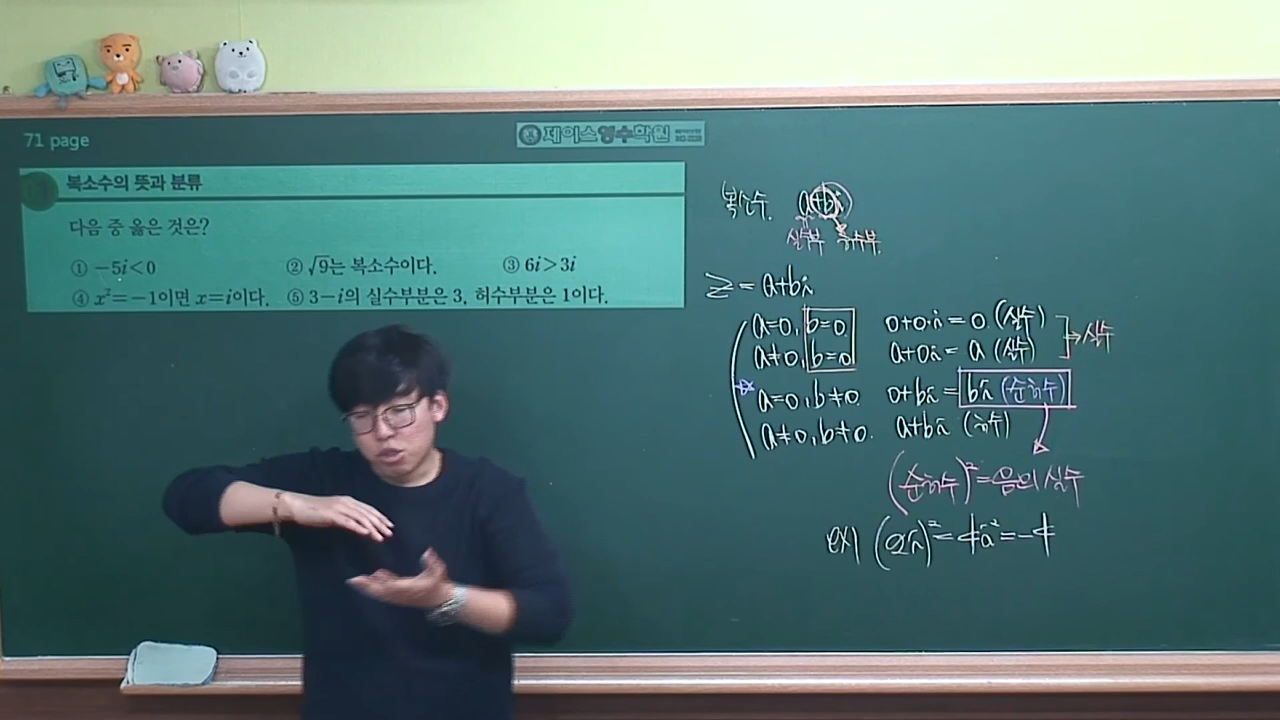 71 page
제이스영수학원
복소수의 뜻과 분류
다음 중 옳은 것은?
① −5i<0 ② √9는 복소수이다. ③ 6i>3i
④ x²=−1이면 x=i이다. ⑤ 3−i의 실수부분은 3, 허수부분은 1이다.
복소수. a+bi
실수부 허수부.
Z = a+bi
a=0, b=0. 0+0·i = 0 (실수)
a≠0, b=0 a+0i = a (실수) → 실수
a=0, b≠0. 0+bi = bi (순허수)
a≠0, b≠0. a+bi (허수)
(순허수)² = 음의 실수
ex) (2i)² = 4i² = −4